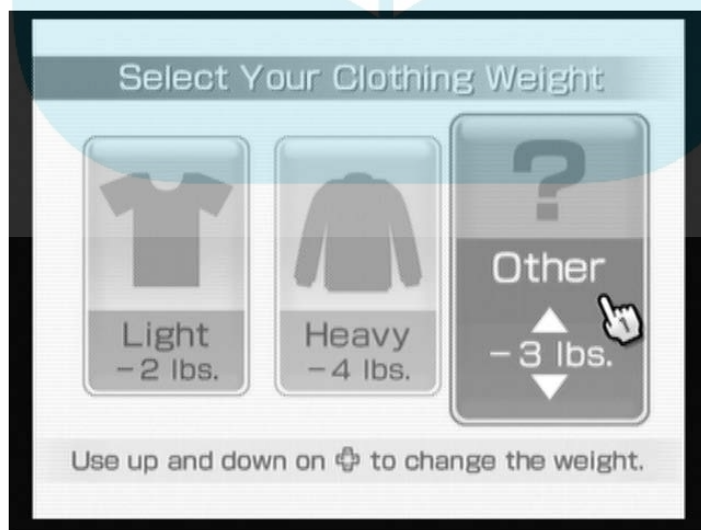 Select Your Clothing Weight
?
Other
Light
-2 lbs.
Heavy
-4 lbs.
-3 lbs.
1
Use up and down on to change the weight.